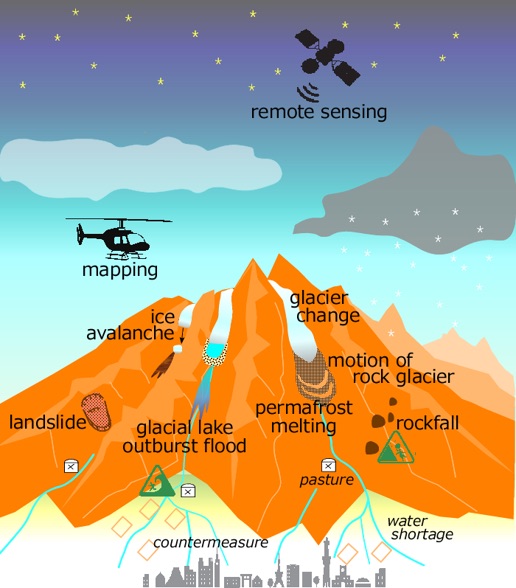 remote sensing
mapping
glacier
change
ice
avalanche
motion of
rock glacier
permafrost
melting
landslide
glacial lake
outburst flood
rockfall
pasture
water
shortage
countermeasure